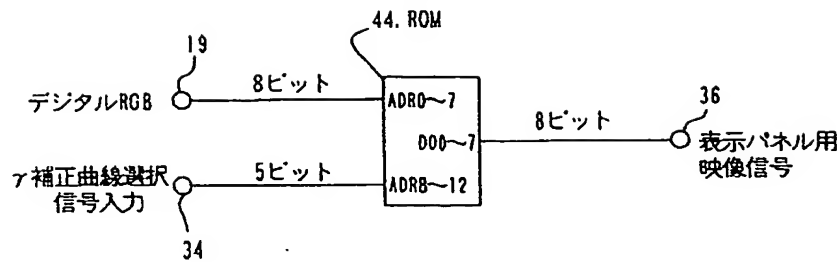 44. ROM
19
デジタルRGB
8ビット
ADR0～7
DO0～7
8ビット
36
表示パネル用
映像信号
γ補正曲線選択
信号入力
5ビット
ADR8～12
34